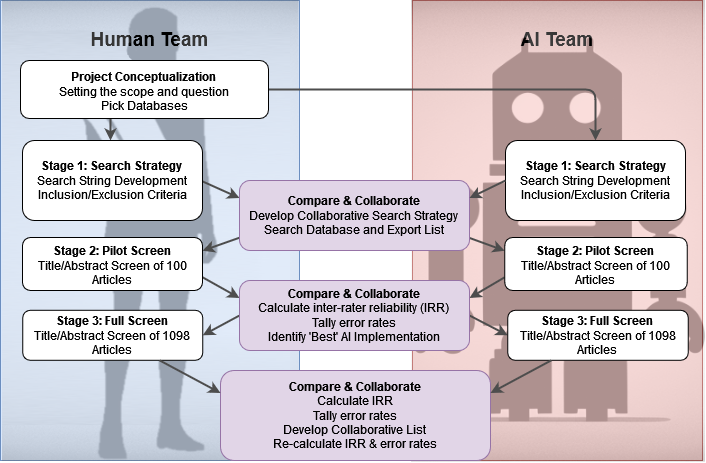 Human Team
AI Team
Project Conceptualization
Setting the scope and question
Pick Databases
Stage 1: Search Strategy
Search String Development
Inclusion/Exclusion Criteria
Stage 1: Search Strategy
Search String Development
Inclusion/Exclusion Criteria
Compare & Collaborate
Develop Collaborative Search Strategy
Search Database and Export List
Stage 2: Pilot Screen
Title/Abstract Screen of 100
Articles
Stage 2: Pilot Screen
Title/Abstract Screen of 100
Articles
Compare & Collaborate
Calculate inter-rater reliability (IRR)
Tally error rates
Identify 'Best' AI Implementation
Stage 3: Full Screen
Title/Abstract Screen of 1098
Articles
Stage 3: Full Screen
Title/Abstract Screen of 1098
Articles
Compare & Collaborate
Calculate IRR
Tally error rates
Develop Collaborative List
Re-calculate IRR & error rates